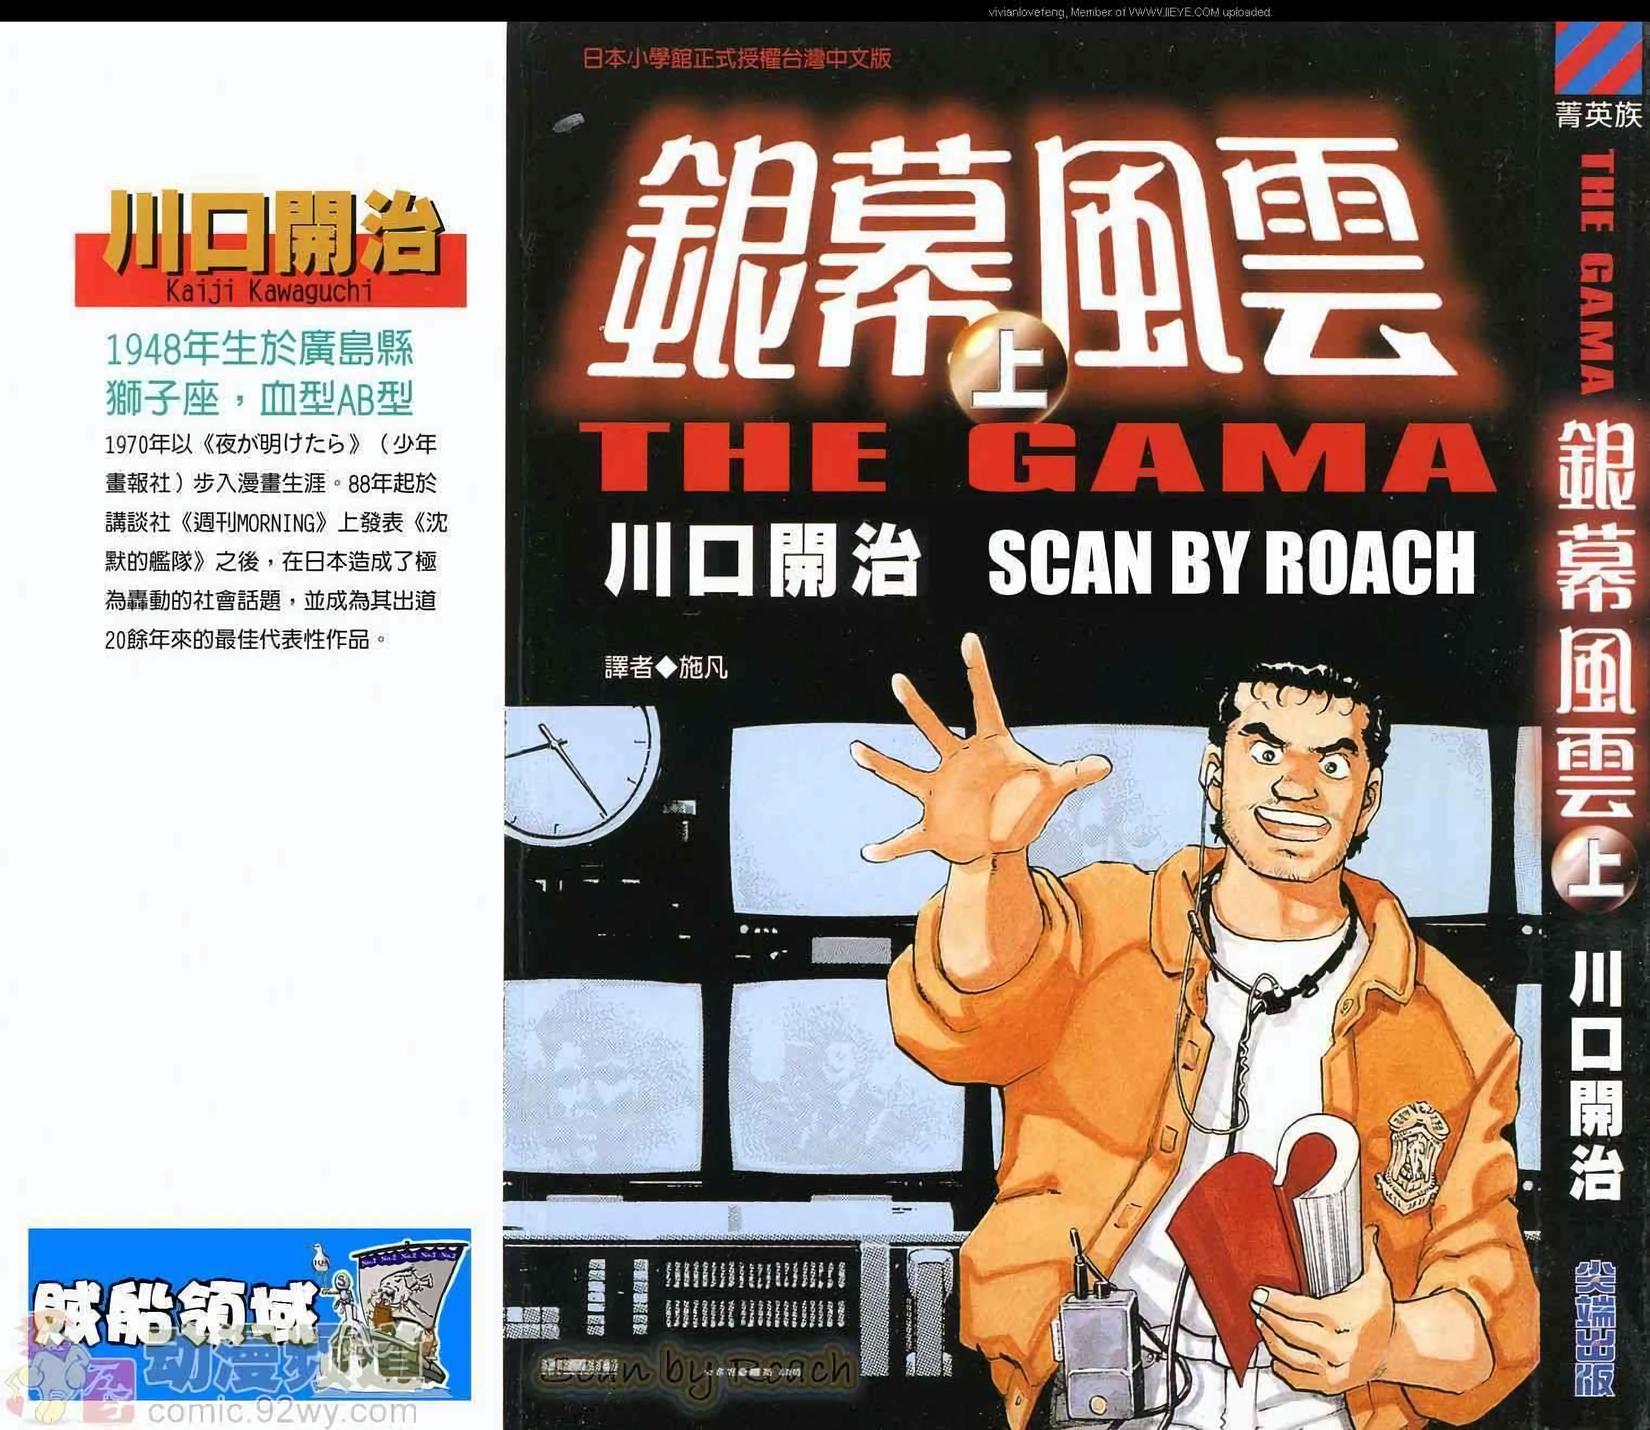 vivianlovefeng, Member of WWW.IIEYE.COM uploaded.
川口開治
Kaiji Kawaguchi
1948年生於廣島縣
獅子座，血型AB型
1970年以《夜が明けたら》（少年
畫報社）步入漫畫生涯。88年起於
講談社《週刊MORNING》上發表《沈
默的艦隊》之後，在日本造成了極
為轟動的社會話題，並成為其出道
20餘年來的最佳代表性作品。
賊船領域
动漫频道
comic.92wy.com
日本小學館正式授權台灣中文版
銀幕風雲
上
THE GAMA
川口開治 SCAN BY ROACH
譯者◆施凡
Scan by Roach
菁英族
THE GAMA
銀幕風雲
上
川口開治
尖端出版